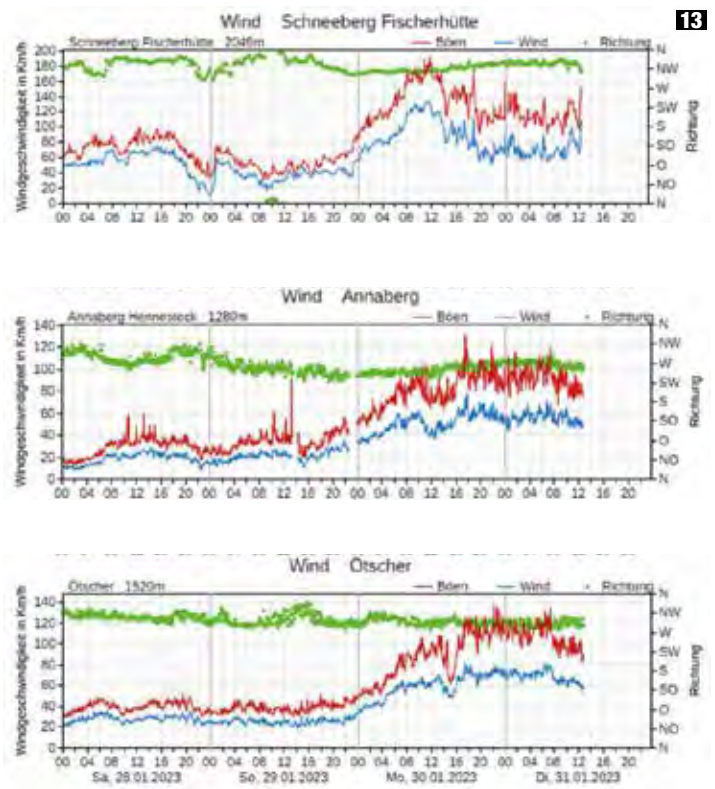 13
Wind Schneeberg Fischerhütte
Schneeberg Fischerhütte 2046m
Böen Wind Richtung
Windgeschwindigkeit in Km/h
200
180
160
140
120
100
80
60
40
20
0
N
NW
W
SW
S
SO
O
NO
N
Richtung
00 04 08 12 16 20 00 04 08 12 16 20 00 04 08 12 16 20 00 04 08 12 16 20
Wind Annaberg
Annaberg Hennesteck 1280m
Böen Wind Richtung
Windgeschwindigkeit in Km/h
140
120
100
80
60
40
20
0
N
NW
W
SW
S
SO
O
NO
N
Richtung
00 04 08 12 16 20 00 04 08 12 16 20 00 04 08 12 16 20 00 04 08 12 16 20
Wind Ötscher
Ötscher 1520m
Böen Wind Richtung
Windgeschwindigkeit in Km/h
140
120
100
80
60
40
20
0
N
NW
W
SW
S
SO
O
NO
N
Richtung
00 04 08 12 16 20 00 04 08 12 16 20 00 04 08 12 16 20 00 04 08 12 16 20
Sa, 28.01.2023 So, 29.01.2023 Mo, 30.01.2023 Di, 31.01.2023